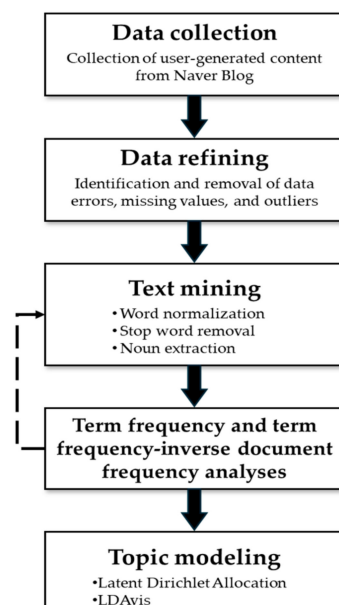 Data collection
Collection of user-generated content
from Naver Blog
Data refining
Identification and removal of data
errors, missing values, and outliers
Text mining
•Word normalization
•Stop word removal
•Noun extraction
Term frequency and term
frequency-inverse document
frequency analyses
Topic modeling
•Latent Dirichlet Allocation
•LDAvis